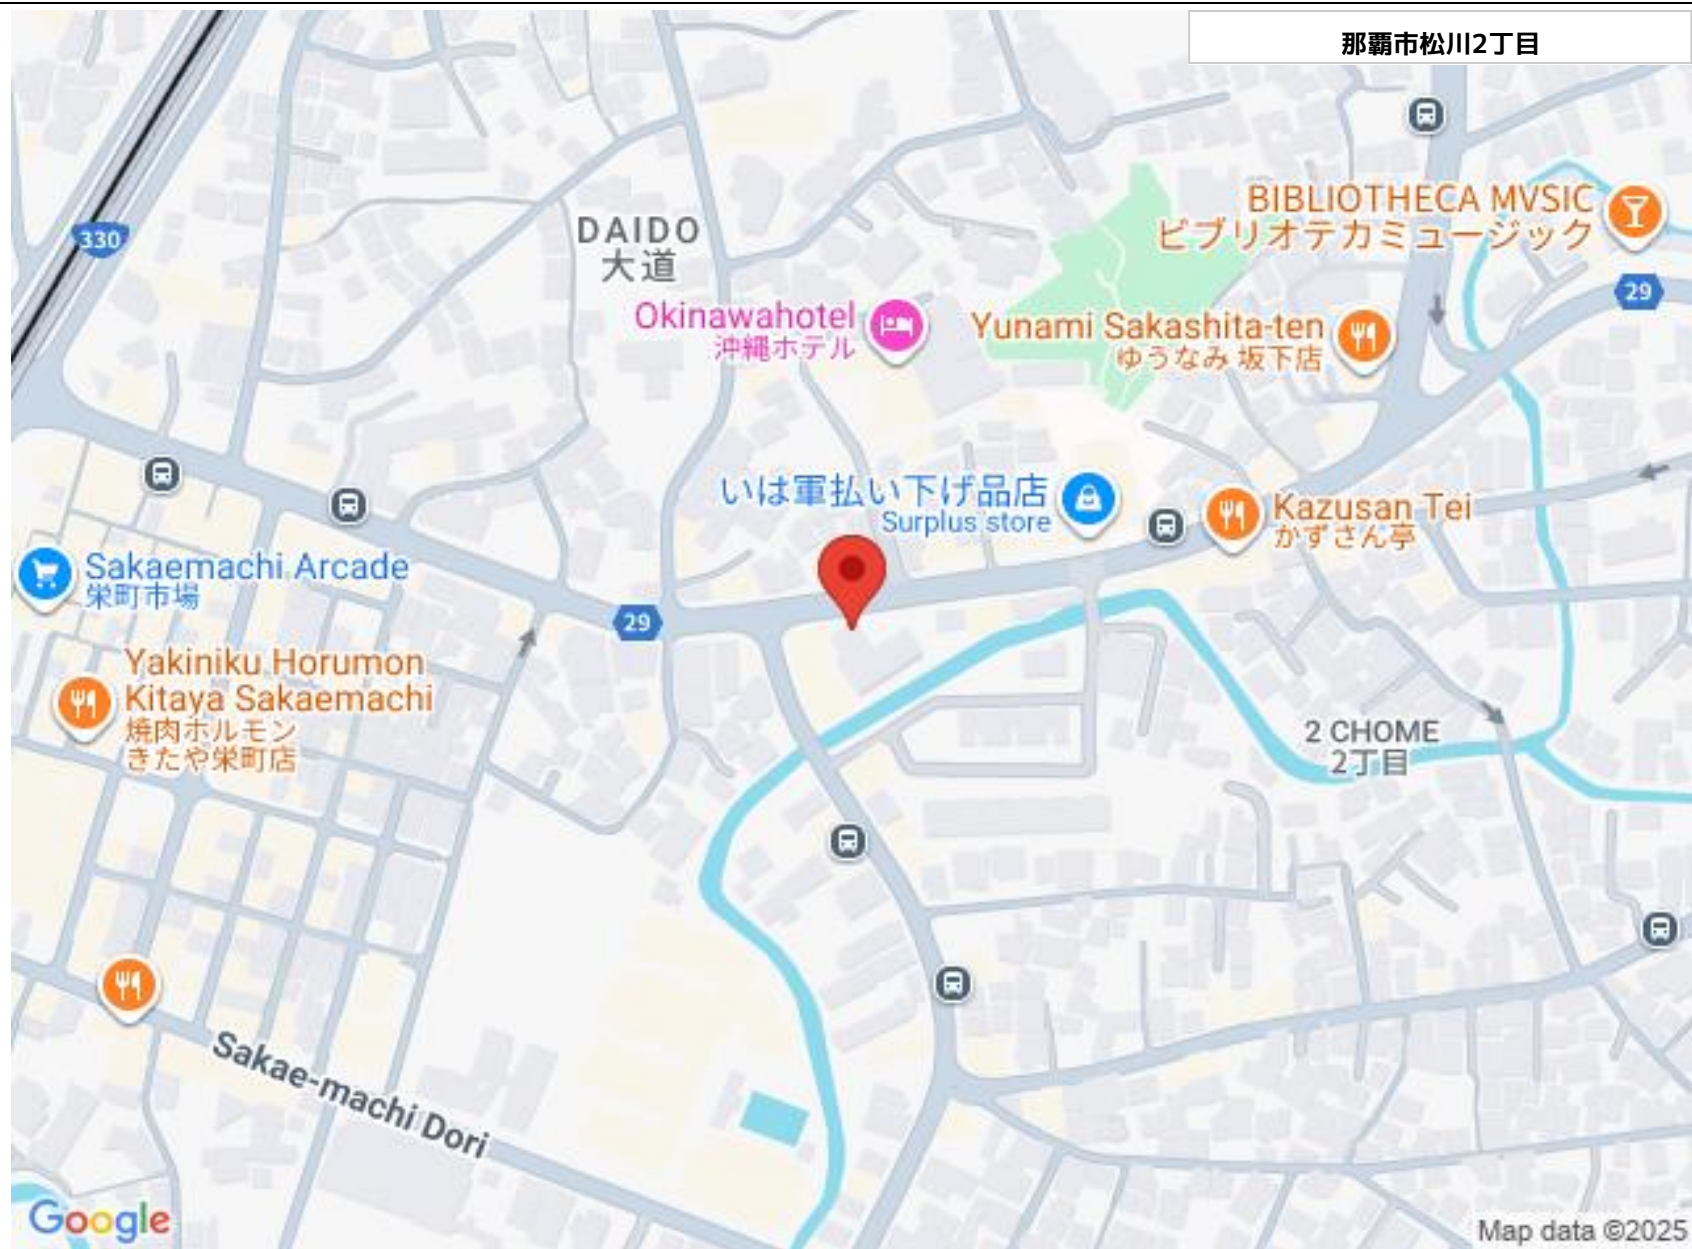 那覇市松川2丁目
BIBLIOTHECA MVSIC
ビブリオテカミュージック
330
DAIDO
大道
29
Okinawahotel
沖縄ホテル
Yunami Sakashita-ten
ゆうなみ 坂下店
いは軍払い下げ品店
Surplus store
Kazusan Tei
かずさん亭
Sakaemachi Arcade
栄町市場
29
Yakiniku Horumon
Kitaya Sakaemachi
焼肉ホルモン
きたや栄町店
2 CHOME
2丁目
Sakae-machi Dori
Google
Map data ©2025